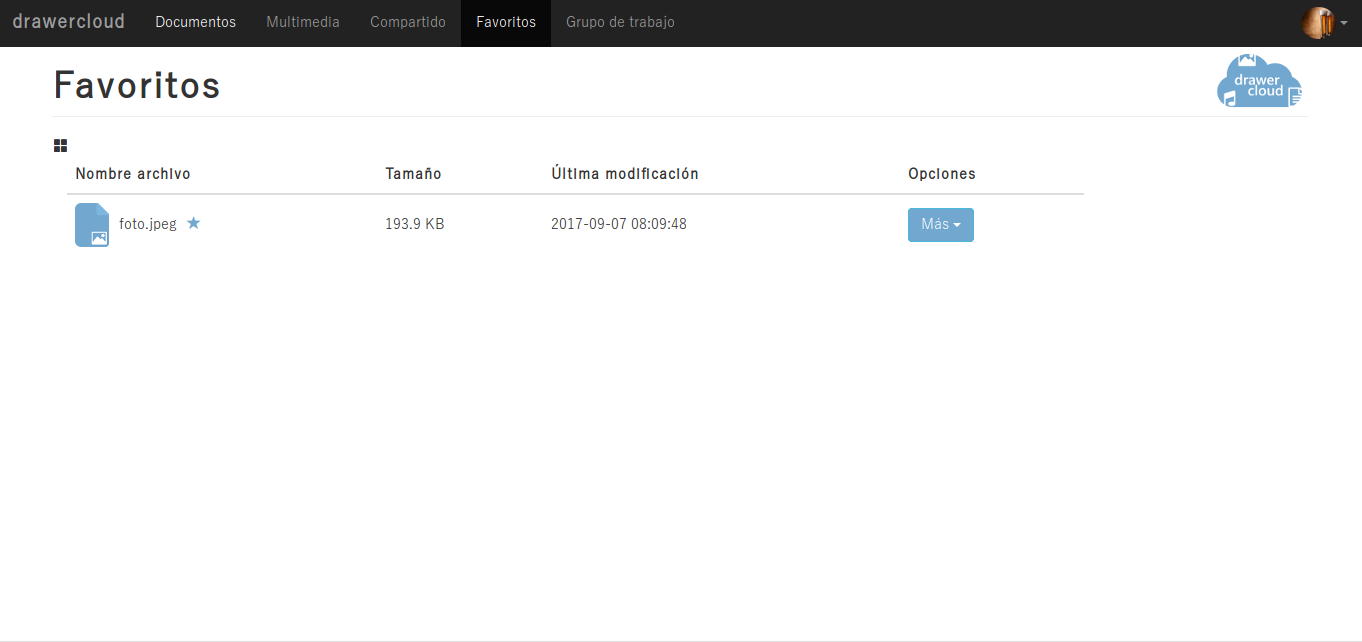 drawercloud Documentos Multimedia Compartido Favoritos Grupo de trabajo
Favoritos
drawer
cloud
Nombre archivo Tamaño Última modificación Opciones
foto.jpeg 193.9 KB 2017-09-07 08:09:48 Más